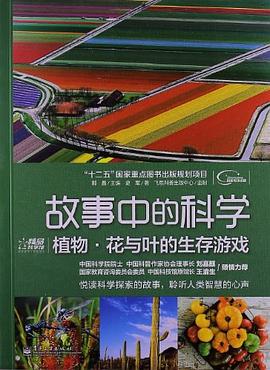 “十二五”国家重点图书出版规划项目
故事中的科学
植物·花与叶的生存游戏
中国科学院院士 中国科普作家协会理事长 刘嘉麒
国家教育咨询委员会委员 中国科技馆原馆长 王渝生
倾情力荐
悦读科学探索的故事，聆听人类智慧的心声